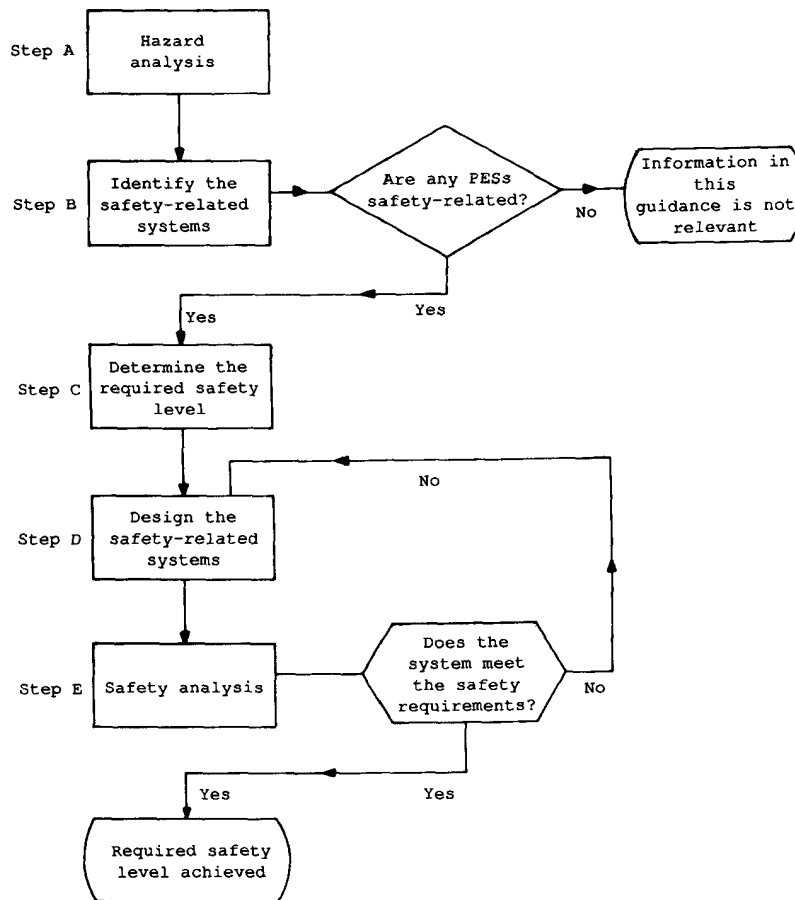 Step A
Hazard
analysis
Step B
Identify the
safety-related
systems
Are any PESs
safety-related?
No
Information in
this
guidance is not
relevant
Yes
Yes
Step C
Determine the
required safety
level
No
Step D
Design the
safety-related
systems
Step E
Safety analysis
Does the
system meet
the safety
requirements?
No
Yes
Yes
Required safety
level achieved